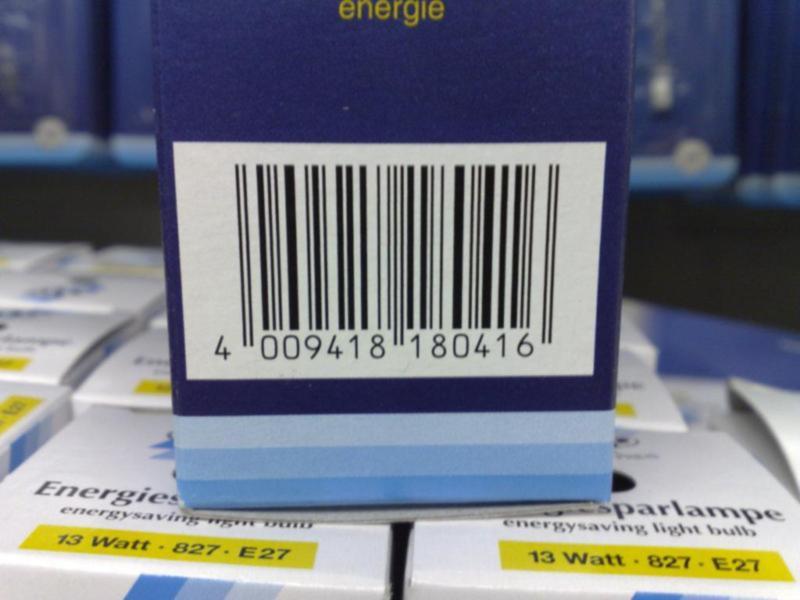 energie
4 009418 180416
Energies
energysaving light bulb
13 Watt · 827 · E27
sparlampe
energysaving light bulb
13 Watt · 827 · E27
E27